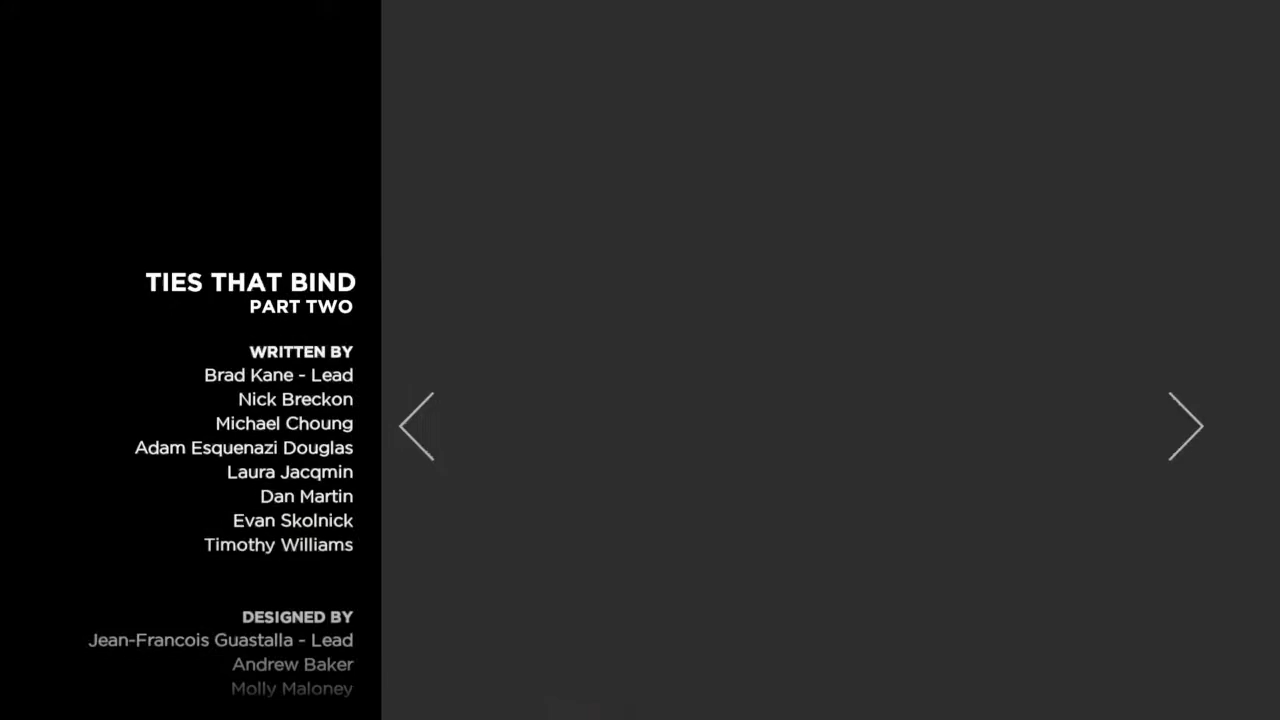 TIES THAT BIND
PART TWO
WRITTEN BY
Brad Kane - Lead
Nick Breckon
Michael Choung
Adam Esquenazi Douglas
Laura Jacqmin
Dan Martin
Evan Skolnick
Timothy Williams
DESIGNED BY
Jean-Francois Guastalla - Lead
Andrew Baker
Molly Maloney